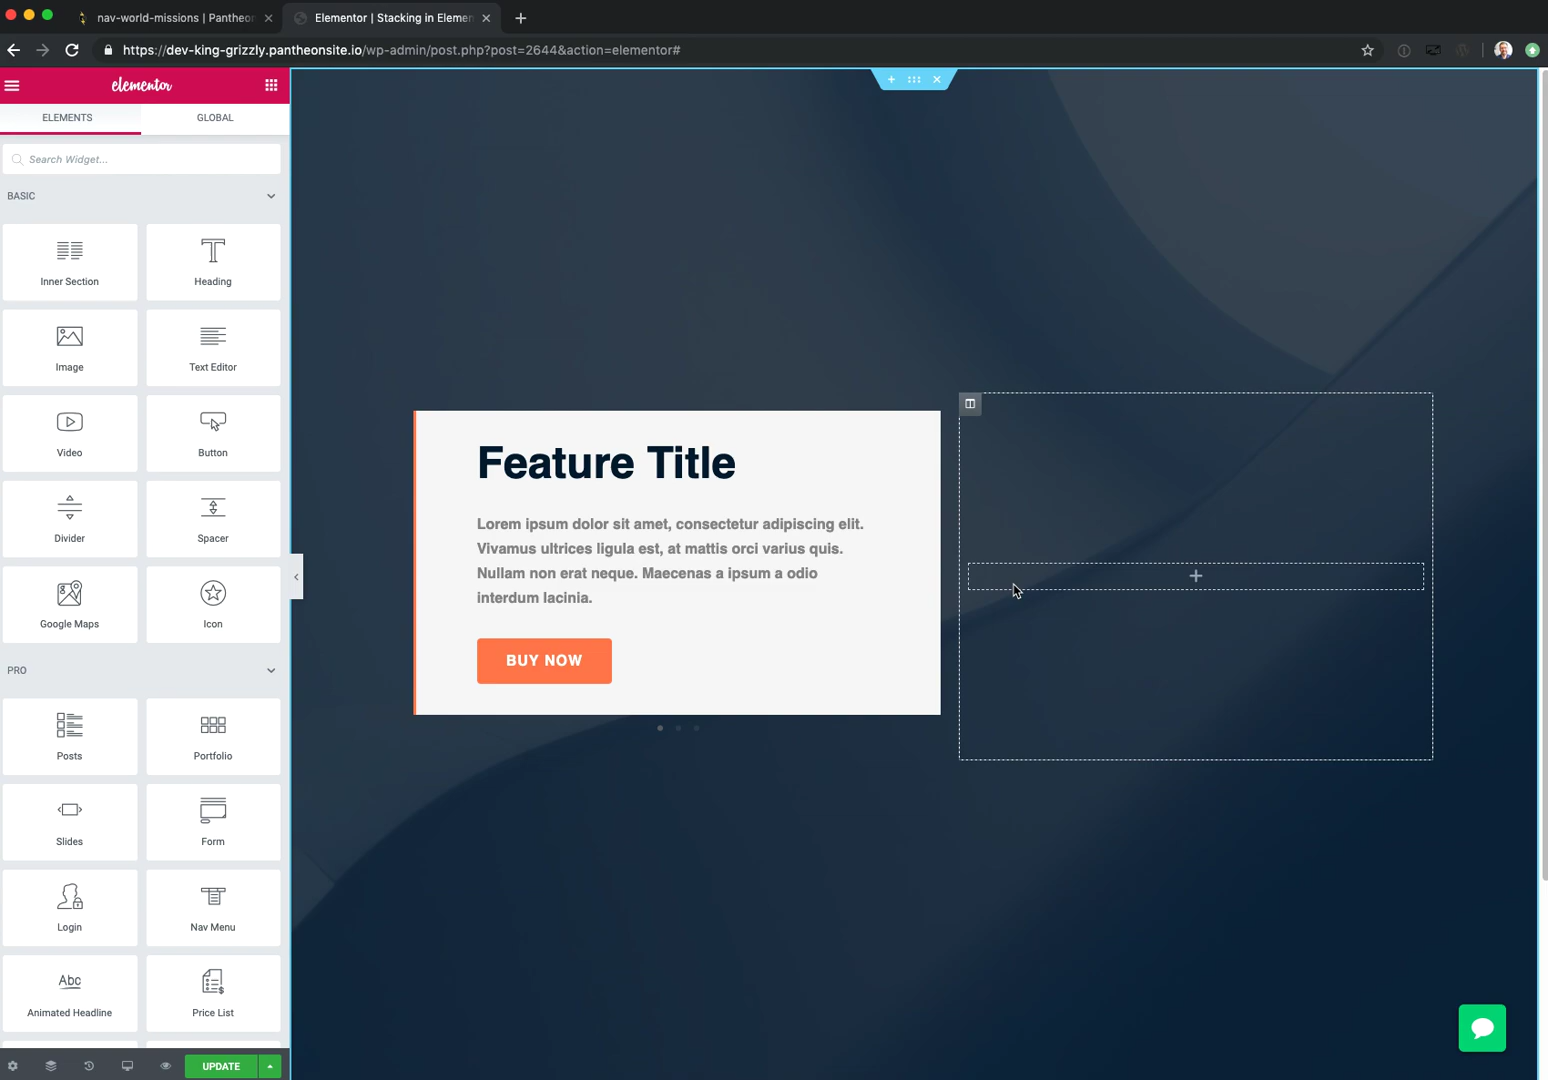 nav-world-missions | Pantheon
Elementor | Stacking in Elemen
https://dev-king-grizzly.pantheonsite.io/wp-admin/post.php?post=2644&action=elementor#
elementor
ELEMENTS
GLOBAL
Search Widget...
BASIC
Inner Section
Heading
Image
Text Editor
Video
Button
Divider
Spacer
Google Maps
Icon
PRO
Posts
Portfolio
Slides
Form
Login
Nav Menu
Abc
Animated Headline
Price List
UPDATE
Feature Title
Lorem ipsum dolor sit amet, consectetur adipiscing elit.
Vivamus ultrices ligula est, at mattis orci varius quis.
Nullam non erat neque. Maecenas a ipsum a odio
interdum lacinia.
BUY NOW